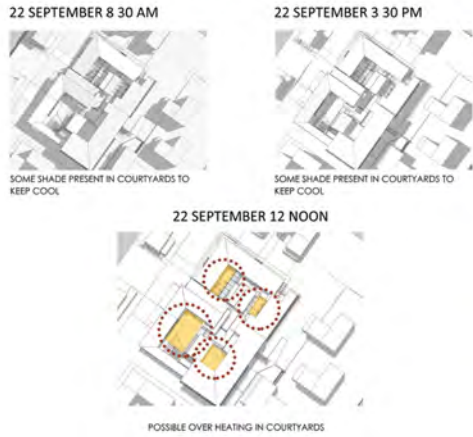 22 SEPTEMBER 8 30 AM
22 SEPTEMBER 3 30 PM
SOME SHADE PRESENT IN COURTYARDS TO
KEEP COOL
SOME SHADE PRESENT IN COURTYARDS TO
KEEP COOL
22 SEPTEMBER 12 NOON
POSSIBLE OVER HEATING IN COURTYARDS